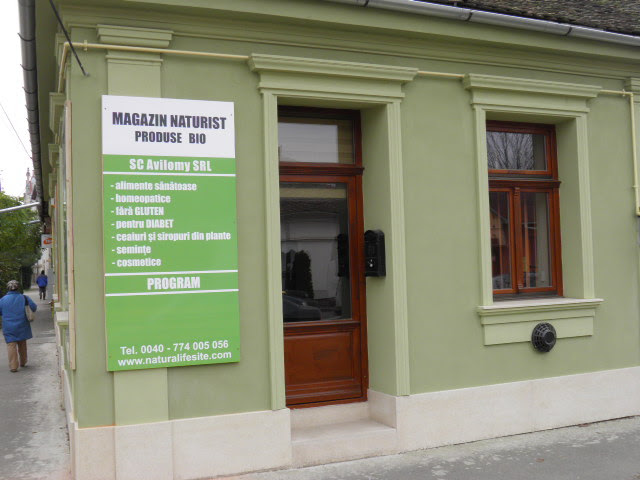 MAGAZIN NATURIST
PRODUSE BIO
SC Avilomy SRL
- alimente sănătoase
- homeopatice
- fără GLUTEN
- pentru DIABET
- ceaiuri și siropuri din plante
- semințe
- cosmetice
PROGRAM
Tel. 0040 - 774 005 056
www.naturalifesite.com